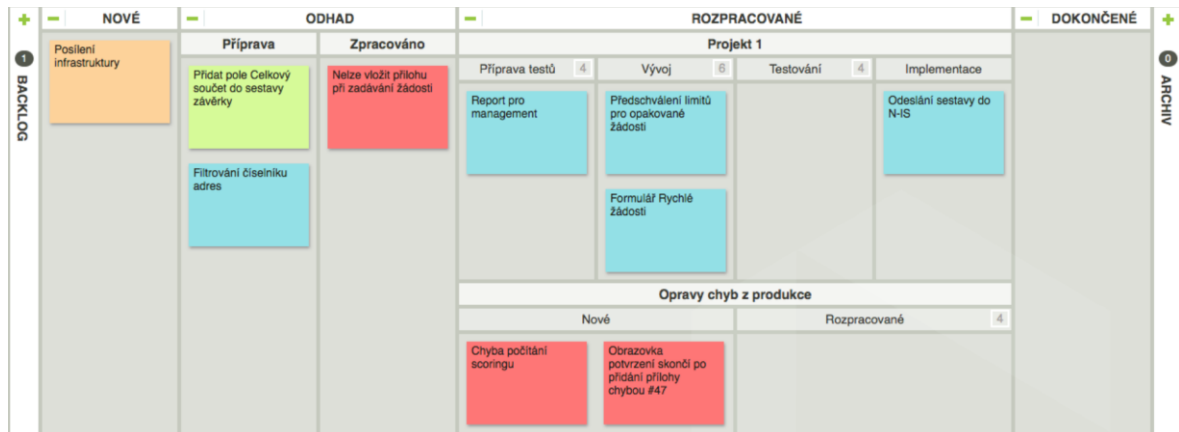 NOVÉ
ODHAD
ROZPRACOVANÉ
DOKONČENÉ
1
BACKLOG
0
ARCHIV
Posílení
infrastruktury
Příprava
Zpracováno
Přidat pole Celkový
součet do sestavy
závěrky
Filtrování číselníku
adres
Nelze vložit přílohu
při zadávání žádosti
Projekt 1
Příprava testů 4
Vývoj 6
Testování 4
Implementace
Report pro
management
Předschválení limitů
pro opakované
žádosti
Formulář Rychlé
žádosti
Odeslání sestavy do
N-IS
Opravy chyb z produkce
Nové
Rozpracované 4
Chyba počítání
scoringu
Obrazovka
potvrzení skončí po
přidání přílohy
chybou #47